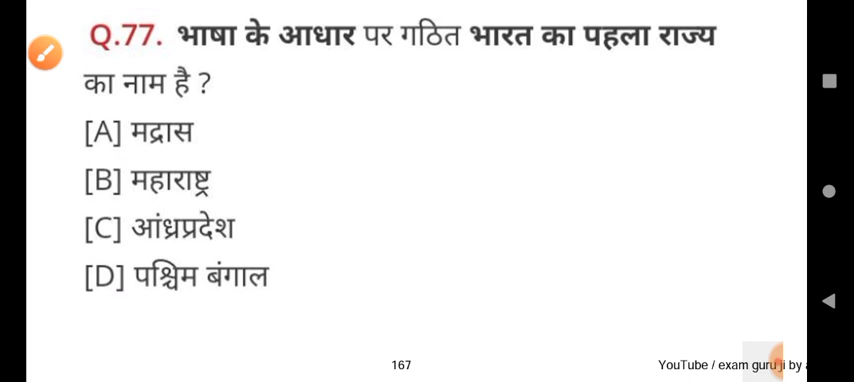 Q.77. भाषा के आधार पर गठित भारत का पहला राज्य
का नाम है ?
[A] मद्रास
[B] महाराष्ट्र
[C] आंध्रप्रदेश
[D] पश्चिम बंगाल
167
YouTube / exam guru ji by